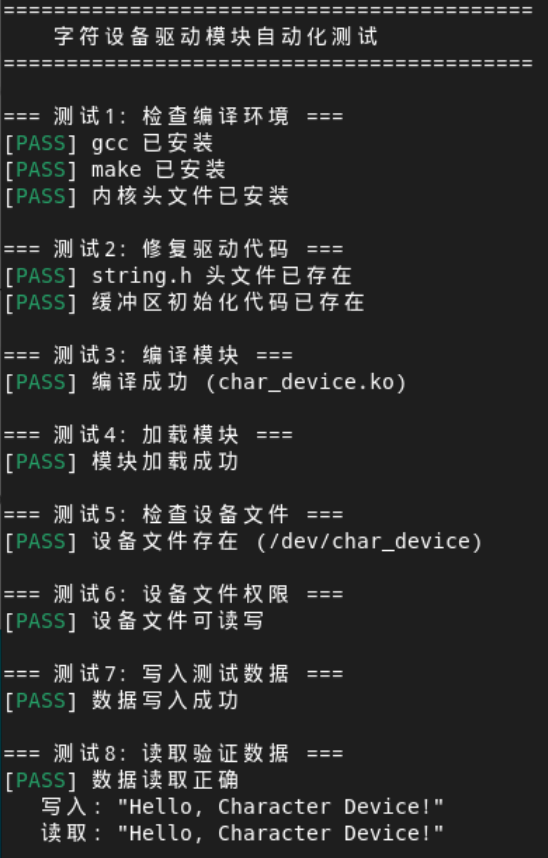 ==========================================
字符设备驱动模块自动化测试
==========================================
=== 测试1: 检查编译环境 ===
[PASS] gcc 已安装
[PASS] make 已安装
[PASS] 内核头文件已安装
=== 测试2: 修复驱动代码 ===
[PASS] string.h 头文件已存在
[PASS] 缓冲区初始化代码已存在
=== 测试3: 编译模块 ===
[PASS] 编译成功 (char_device.ko)
=== 测试4: 加载模块 ===
[PASS] 模块加载成功
=== 测试5: 检查设备文件 ===
[PASS] 设备文件存在 (/dev/char_device)
=== 测试6: 设备文件权限 ===
[PASS] 设备文件可读写
=== 测试7: 写入测试数据 ===
[PASS] 数据写入成功
=== 测试8: 读取验证数据 ===
[PASS] 数据读取正确
写入: "Hello, Character Device!"
读取: "Hello, Character Device!"